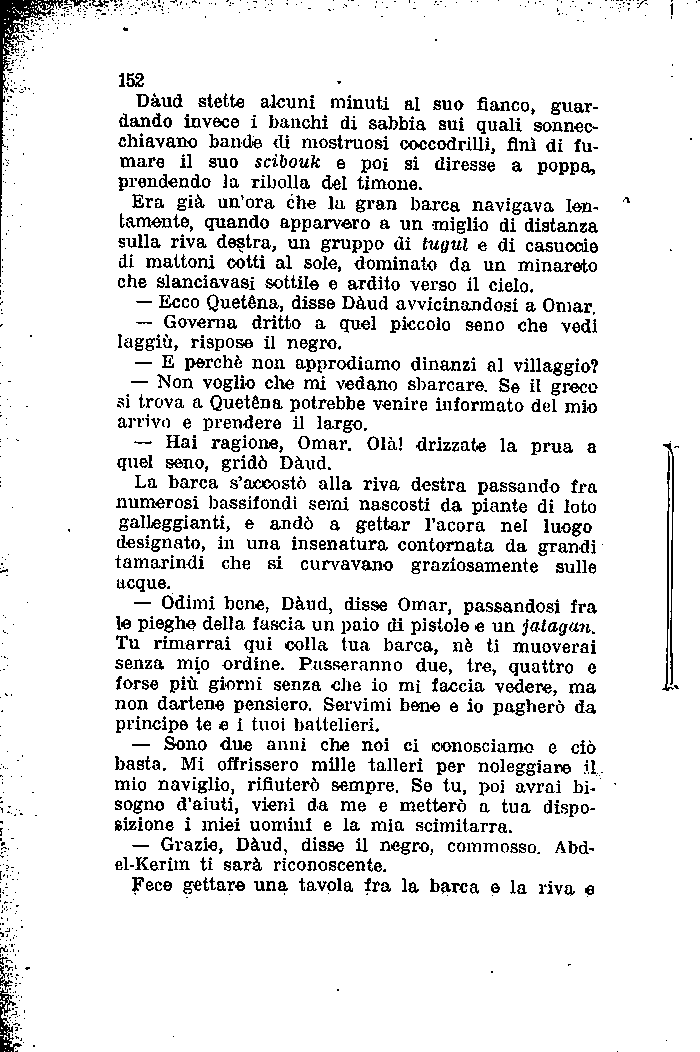 152
Dàud stette alcuni minuti al suo fianco, guar-
dando invece i banchi di sabbia sui quali sonnec-
chiavano bande di mostruosi coccodrilli, finì di fu-
mare il suo scibouk e poi si diresse a poppa,
prendendo la ribolla del timone.
Era già un'ora che la gran barca navigava len-
tamente, quando apparvero a un miglio di distanza
sulla riva destra, un gruppo di tugul e di casuccie
di mattoni cotti al sole, dominato da un minareto
che slanciavasi sottile e ardito verso il cielo.
— Ecco Quetêna, disse Dàud avvicinandosi a Omar.
— Governa dritto a quel piccolo seno che vedi
laggiù, rispose il negro.
— E perchè non approdiamo dinanzi al villaggio?
— Non voglio che mi vedano sbarcare. Se il greco
si trova a Quetêna potrebbe venire informato del mio
arrivo e prendere il largo.
— Hai ragione, Omar. Olà! drizzate la prua a
quel seno, gridò Dàud.
La barca s'accostò alla riva destra passando fra
numerosi bassifondi semi nascosti da piante di loto
galleggianti, e andò a gettar l'acora nel luogo
designato, in una insenatura contornata da grandi
tamarindi che si curvavano graziosamente sulle
acque.
— Odimi bene, Dàud, disse Omar, passandosi fra
le pieghe della fascia un paio di pistole e un jatagan.
Tu rimarrai qui colla tua barca, nè ti muoverai
senza mio ordine. Passeranno due, tre, quattro e
forse più giorni senza che io mi faccia vedere, ma
non dartene pensiero. Servimi bene e io pagherò da
principe te e i tuoi battelieri.
— Sono due anni che noi ci conosciamo e ciò
basta. Mi offrissero mille talleri per noleggiare il
mio naviglio, rifiuterò sempre. Se tu, poi avrai bi-
sogno d'aiuti, vieni da me e metterò a tua dispo-
sizione i miei uomini e la mia scimitarra.
— Grazie, Dàud, disse il negro, commosso. Abd-
el-Kerim ti sarà riconoscente.
Fece gettare una tavola fra la barca e la riva e